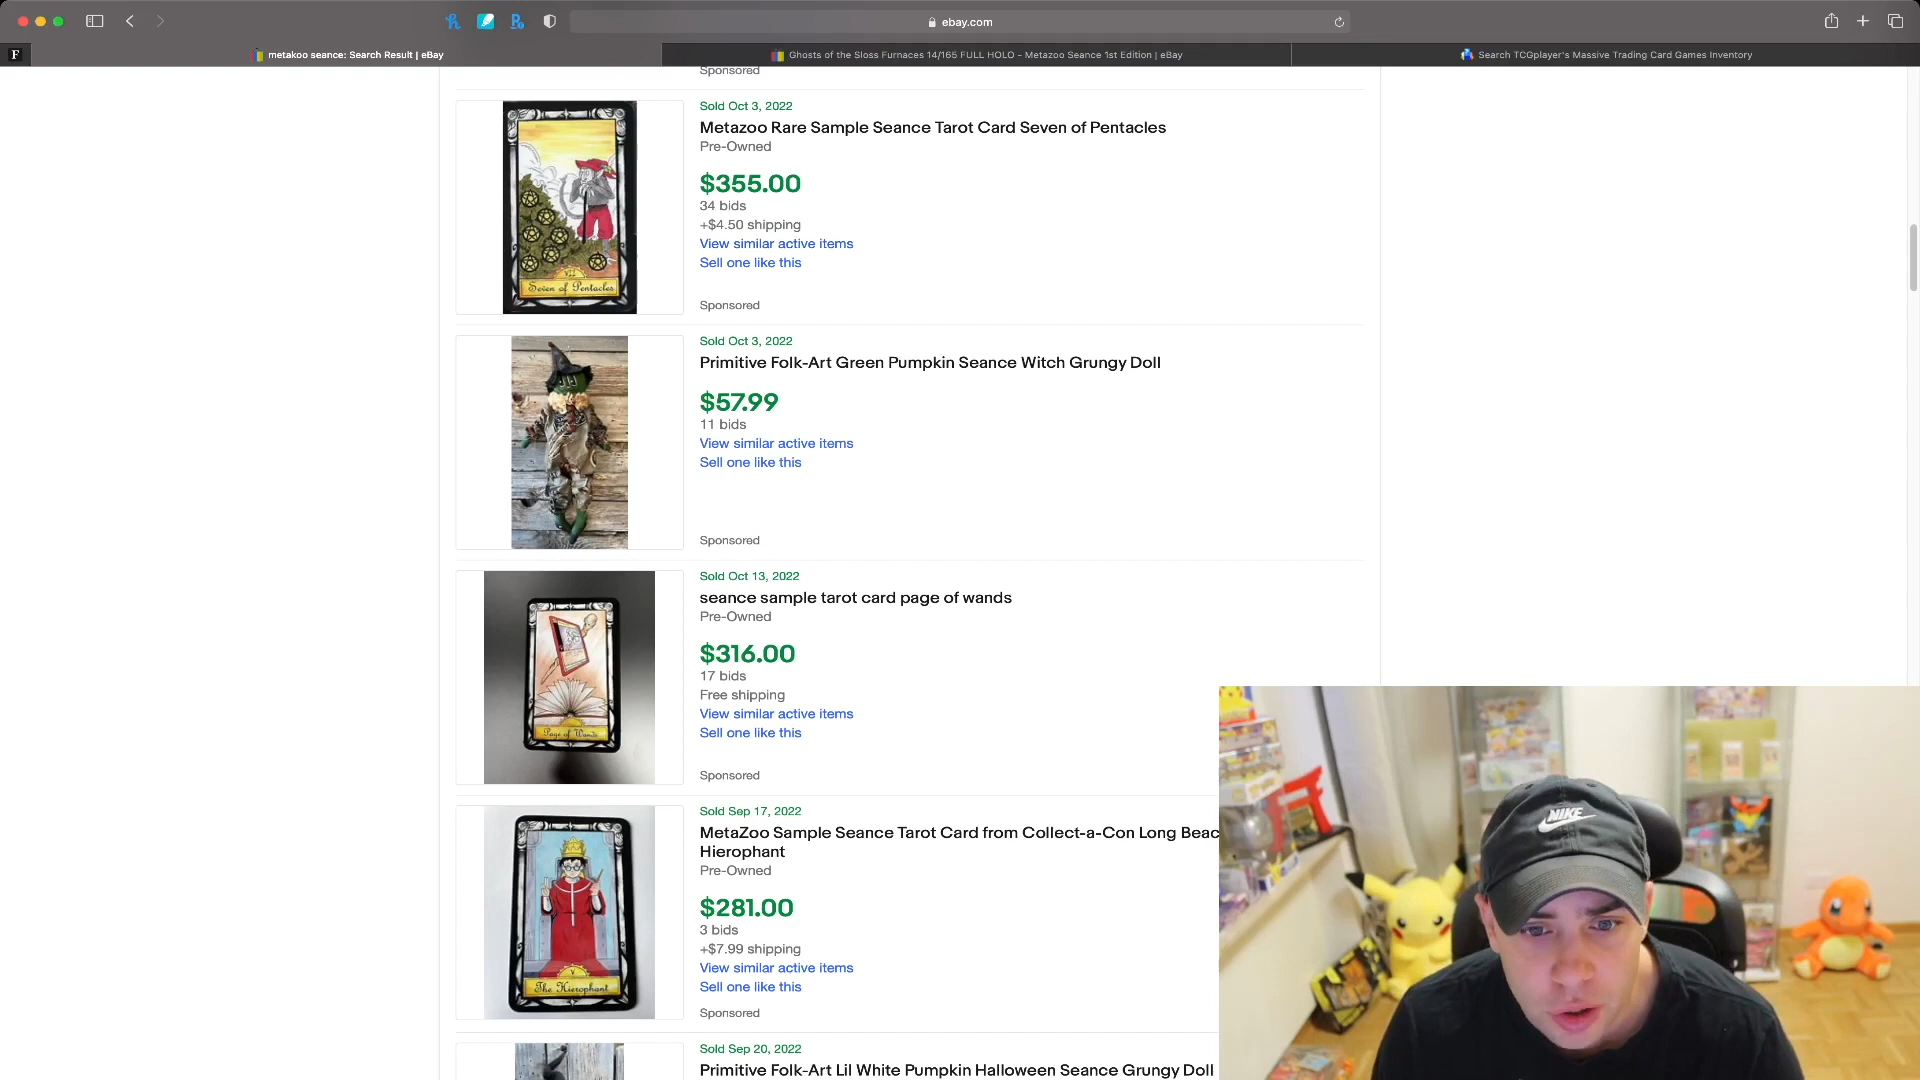 ebay.com
F
metakoo seance: Search Result | eBay
Ghosts of the Sloss Furnaces 14/165 FULL HOLO - Metazoo Seance 1st Edition | eBay
Search TCGplayer's Massive Trading Card Games Inventory
Sponsored
Sold Oct 3, 2022
Metazoo Rare Sample Seance Tarot Card Seven of Pentacles
Pre-Owned
$355.00
34 bids
+$4.50 shipping
View similar active items
Sell one like this
Sponsored
VII
Seven of Pentacles
Sold Oct 3, 2022
Primitive Folk-Art Green Pumpkin Seance Witch Grungy Doll
$57.99
11 bids
View similar active items
Sell one like this
Sponsored
Sold Oct 13, 2022
seance sample tarot card page of wands
Pre-Owned
$316.00
17 bids
Free shipping
View similar active items
Sell one like this
Sponsored
Page of Wands
Sold Sep 17, 2022
MetaZoo Sample Seance Tarot Card from Collect-a-Con Long Beac
Hierophant
Pre-Owned
$281.00
3 bids
+$7.99 shipping
View similar active items
Sell one like this
Sponsored
V
The Hierophant
Sold Sep 20, 2022
Primitive Folk-Art Lil White Pumpkin Halloween Seance Grungy Doll
NIKE